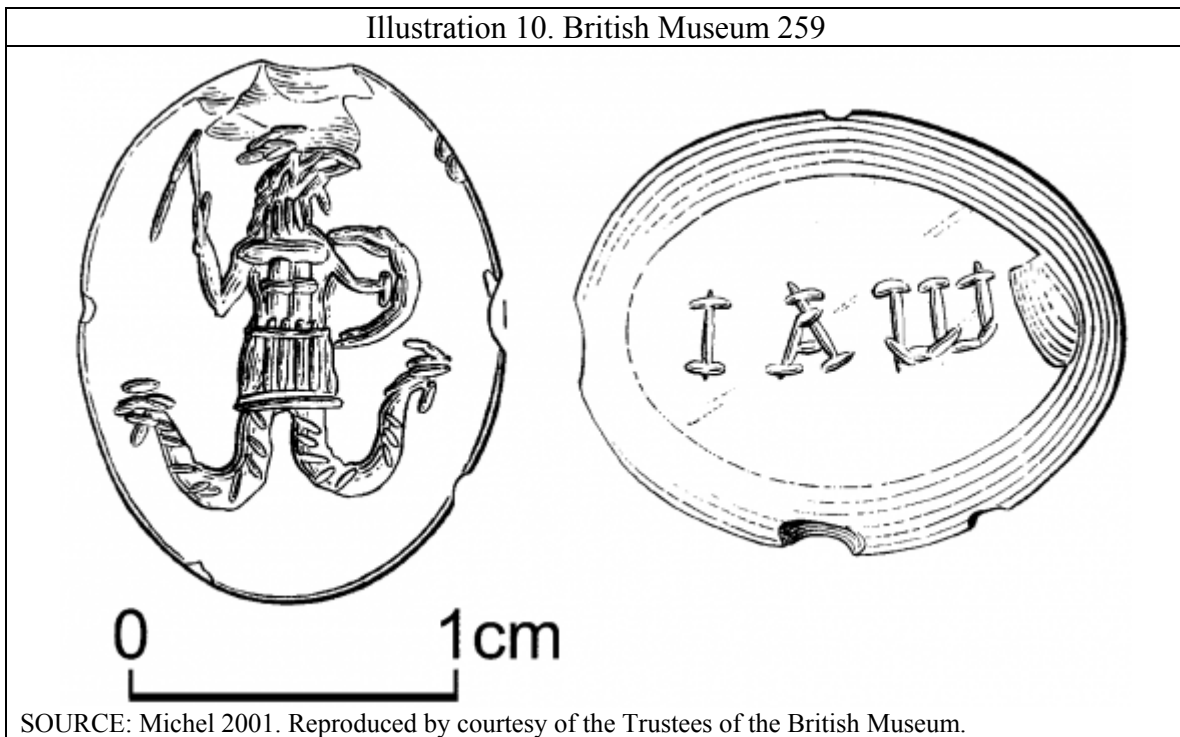 Illustration 10. British Museum 259
ΙΑω
0 1cm
SOURCE: Michel 2001. Reproduced by courtesy of the Trustees of the British Museum.